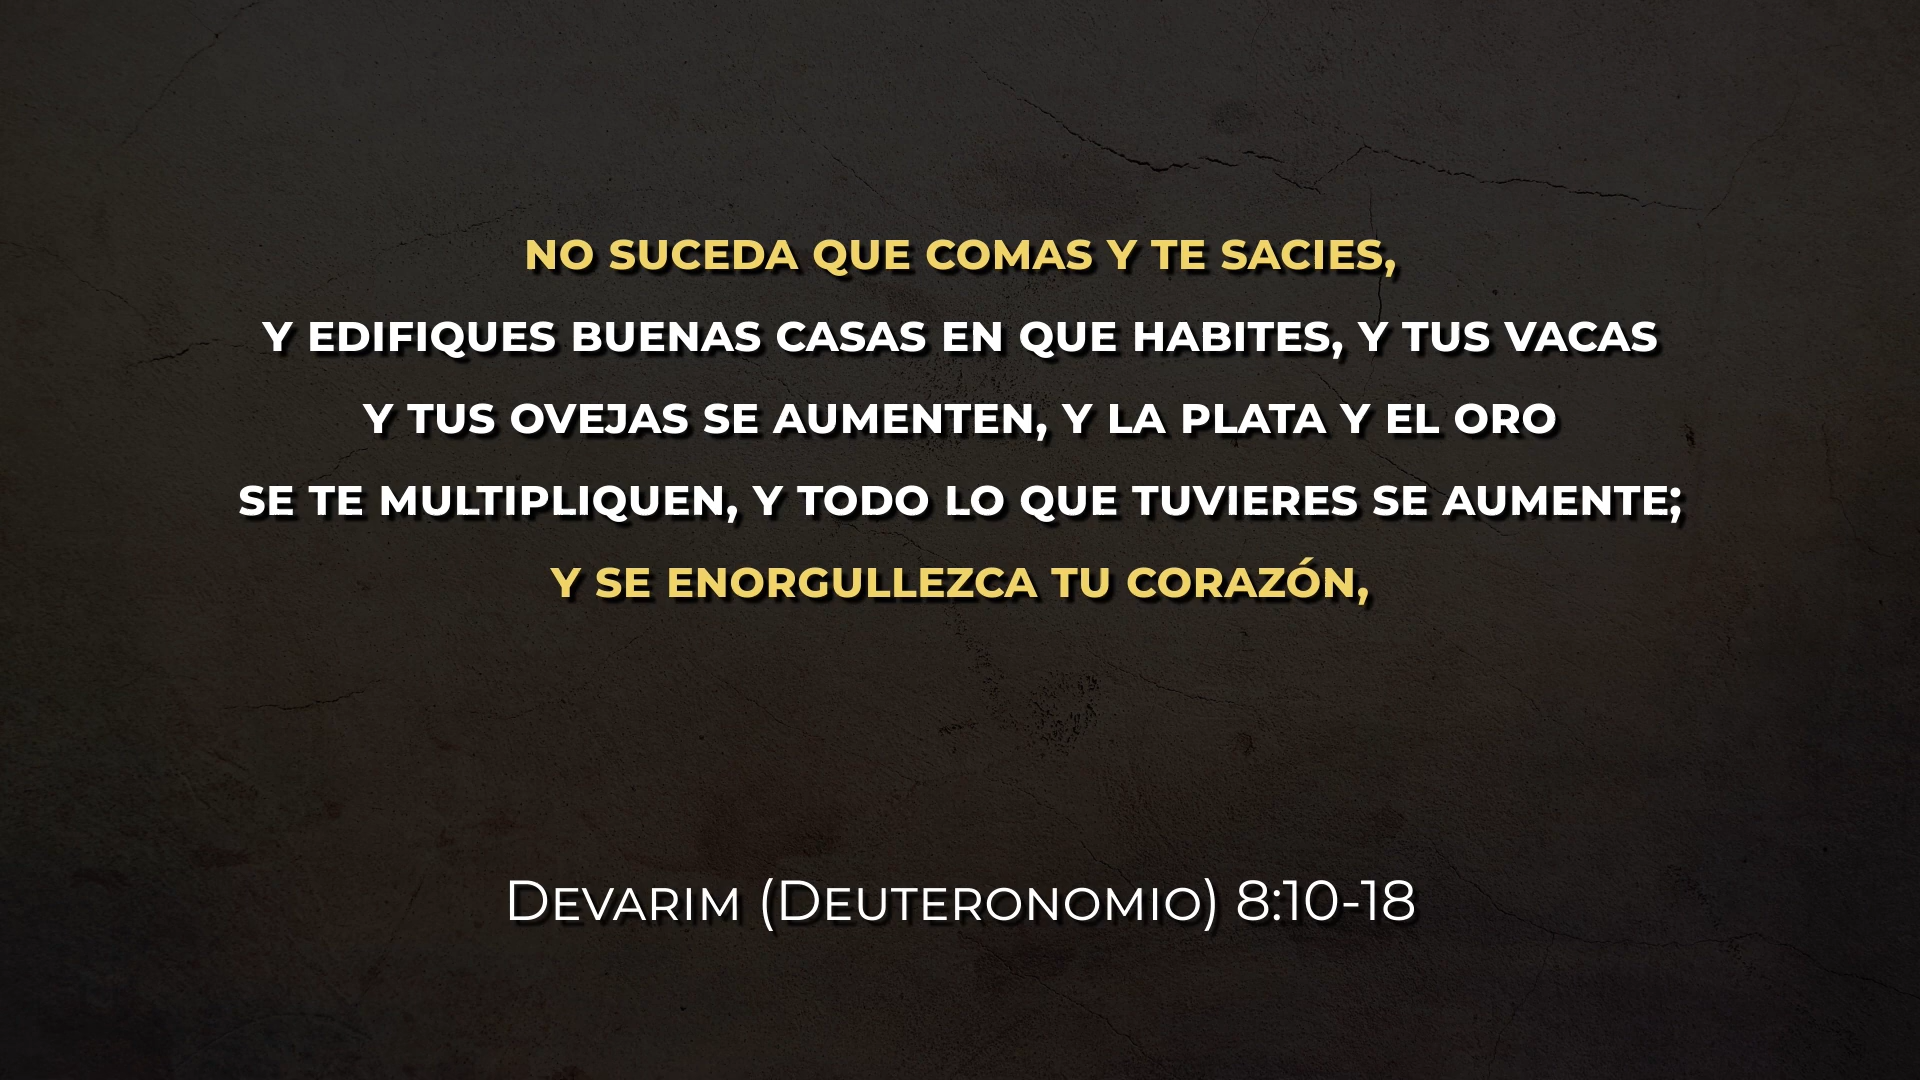 NO SUCEDA QUE COMAS Y TE SACIES,
Y EDIFIQUES BUENAS CASAS EN QUE HABITES, Y TUS VACAS
Y TUS OVEJAS SE AUMENTEN, Y LA PLATA Y EL ORO
SE TE MULTIPLIQUEN, Y TODO LO QUE TUVIERES SE AUMENTE;
Y SE ENORGULLEZCA TU CORAZÓN,
DEVARIM (DEUTERONOMIO) 8:10-18